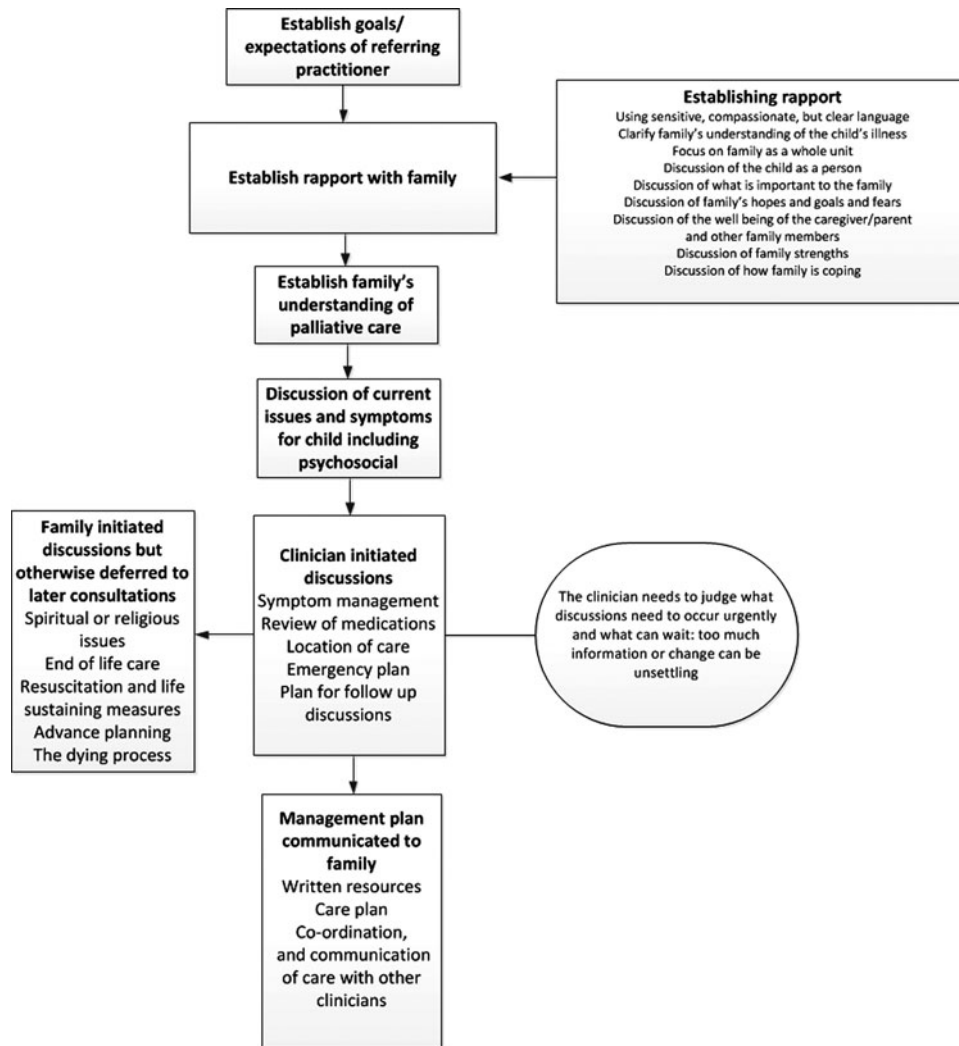 Establish goals/
expectations of referring
practitioner
Establish rapport with family
Establishing rapport
Using sensitive, compassionate, but clear language
Clarify family's understanding of the child's illness
Focus on family as a whole unit
Discussion of the child as a person
Discussion of what is important to the family
Discussion of family's hopes and goals and fears
Discussion of the well being of the caregiver/parent
and other family members
Discussion of family strengths
Discussion of how family is coping
Establish family's
understanding of
palliative care
Discussion of current
issues and symptoms
for child including
psychosocial
Family initiated
discussions but
otherwise deferred to
later consultations
Spiritual or religious
issues
End of life care
Resuscitation and life
sustaining measures
Advance planning
The dying process
Clinician initiated
discussions
Symptom management
Review of medications
Location of care
Emergency plan
Plan for follow up
discussions
The clinician needs to judge what
discussions need to occur urgently
and what can wait: too much
information or change can be
unsettling
Management plan
communicated to
family
Written resources
Care plan
Co-ordination,
and communication
of care with other
clinicians